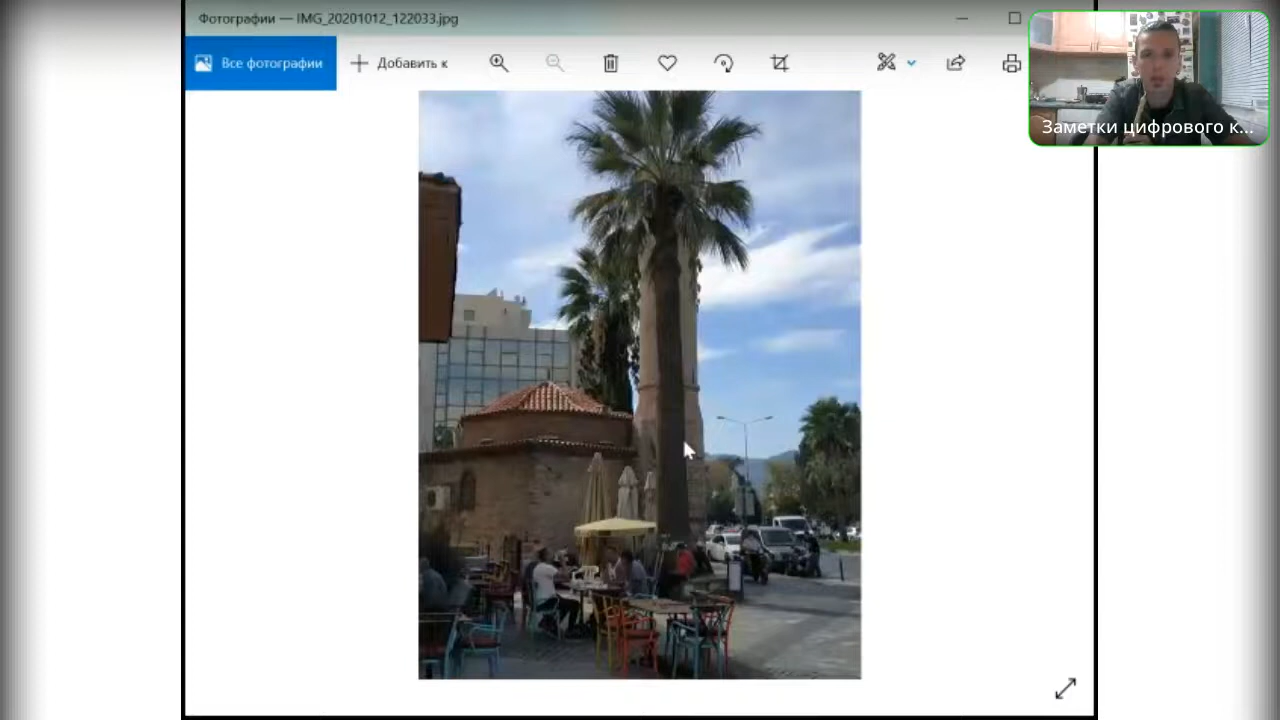 Фотографии — IMG_20201012_122033.jpg
Все фотографии
Добавить к
Заметки цифрового к...